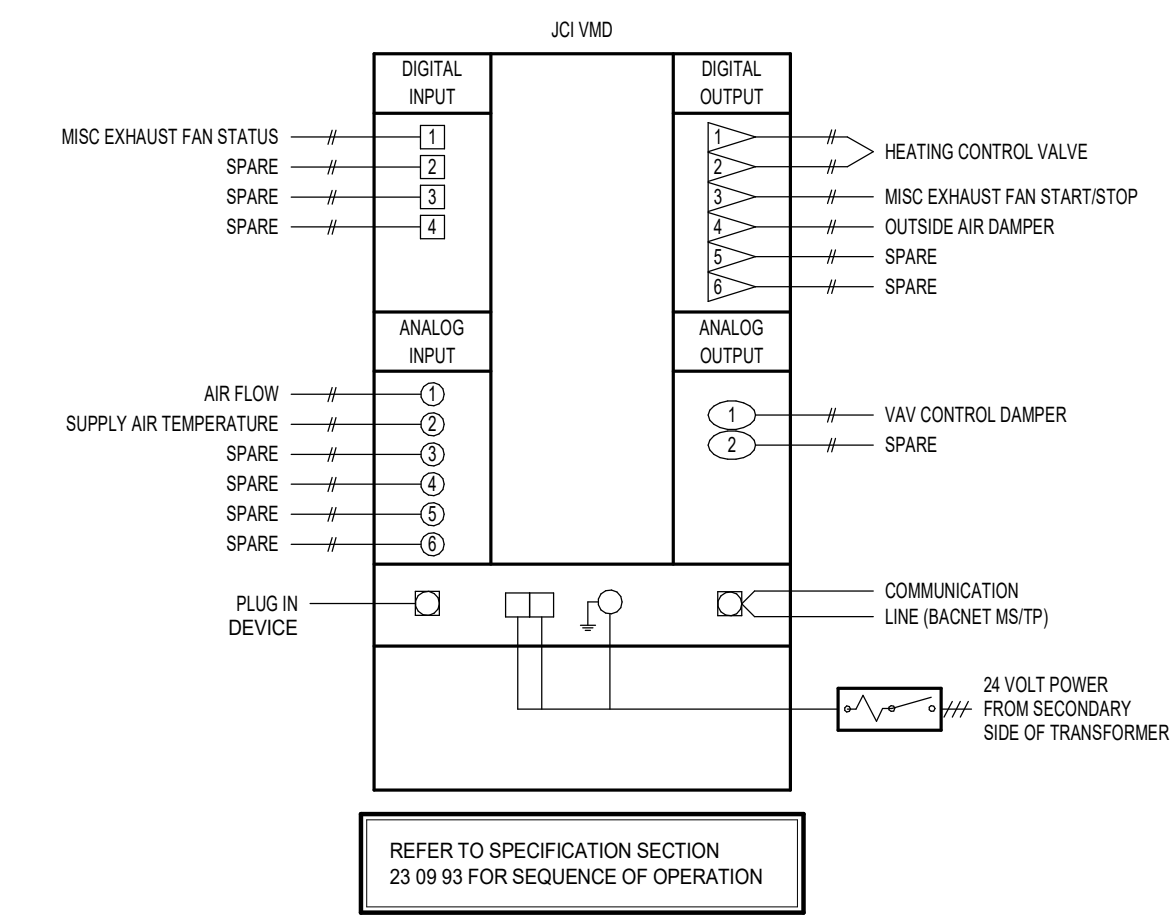 JCI VMD
DIGITAL
INPUT
DIGITAL
OUTPUT
MISC EXHAUST FAN STATUS
1
SPARE
2
SPARE
3
SPARE
4
1
2
HEATING CONTROL VALVE
3
MISC EXHAUST FAN START/STOP
4
OUTSIDE AIR DAMPER
5
SPARE
6
SPARE
ANALOG
INPUT
ANALOG
OUTPUT
AIR FLOW
1
SUPPLY AIR TEMPERATURE
2
SPARE
3
SPARE
4
SPARE
5
SPARE
6
1
VAV CONTROL DAMPER
2
SPARE
PLUG IN
DEVICE
COMMUNICATION
LINE (BACNET MS/TP)
24 VOLT POWER
FROM SECONDARY
SIDE OF TRANSFORMER
REFER TO SPECIFICATION SECTION
23 09 93 FOR SEQUENCE OF OPERATION